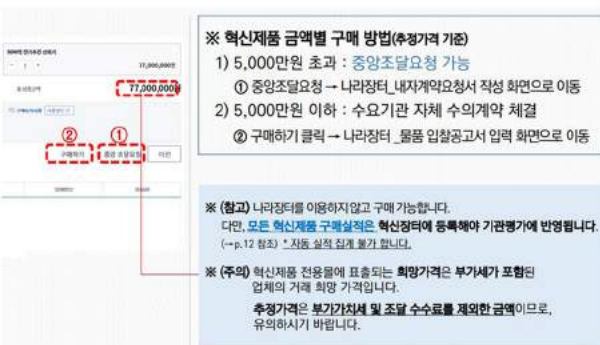 77,000,000원
77,000,000원
② ①
구매하기 중앙 조달요청 이전
※ 혁신제품 금액별 구매 방법(추정가격 기준)
1) 5,000만원 초과 : 중앙조달요청 가능
① 중앙조달요청 → 나라장터_내자계약요청서 작성 화면으로 이동
2) 5,000만원 이하 : 수요기관 자체 수의계약 체결
② 구매하기 클릭 → 나라장터 _물품 입찰공고서 입력 화면으로 이동
※ (참고) 나라장터를 이용하지않고 구매 가능합니다.
다만, 모든 혁신제품 구매실적은 혁신장터에 등록해야 기관평가에 반영됩니다.
(→p.12 참조) * 자동 실적 집계 불가 합니다.
※ (주의) 혁신제품 전용몰에 표출되는 희망가격은 부가세가 포함된
업체의 거래 희망 가격입니다.
추정가격은 부가가치세 및 조달 수수료를 제외한 금액이므로,
유의하시기 바랍니다.